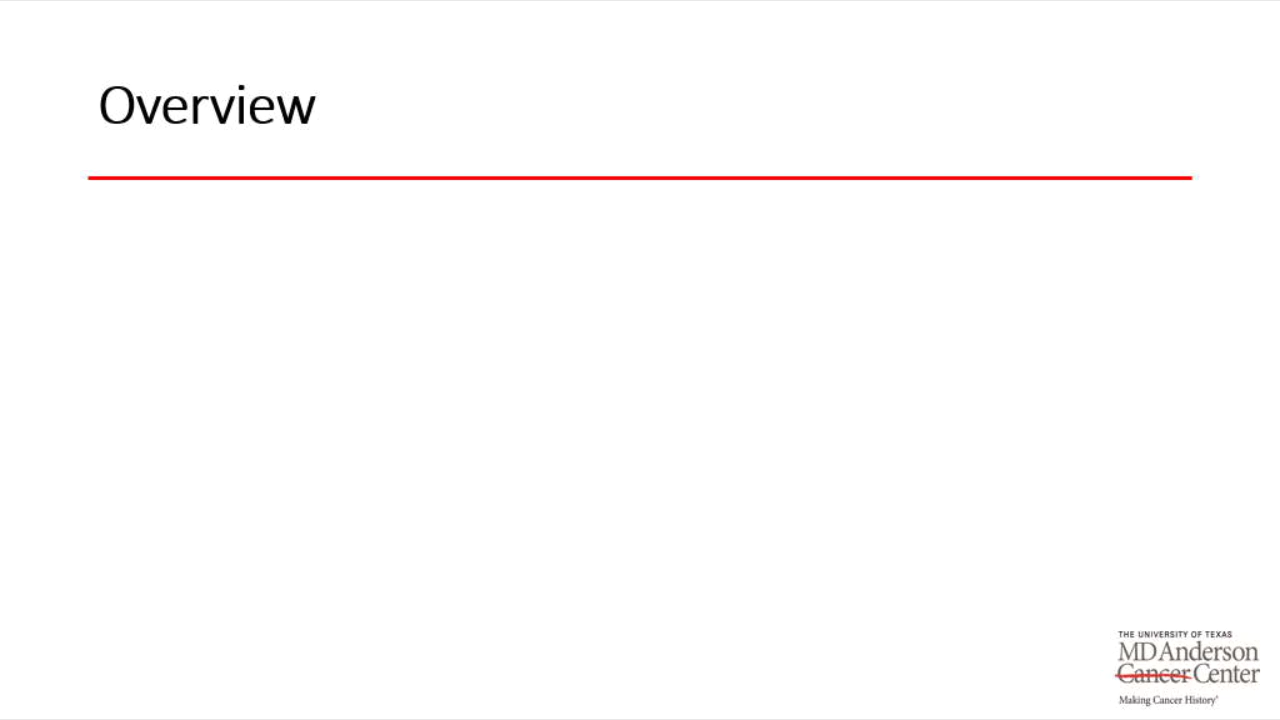 Overview
THE UNIVERSITY OF TEXAS
MD Anderson
Cancer Center
Making Cancer History®